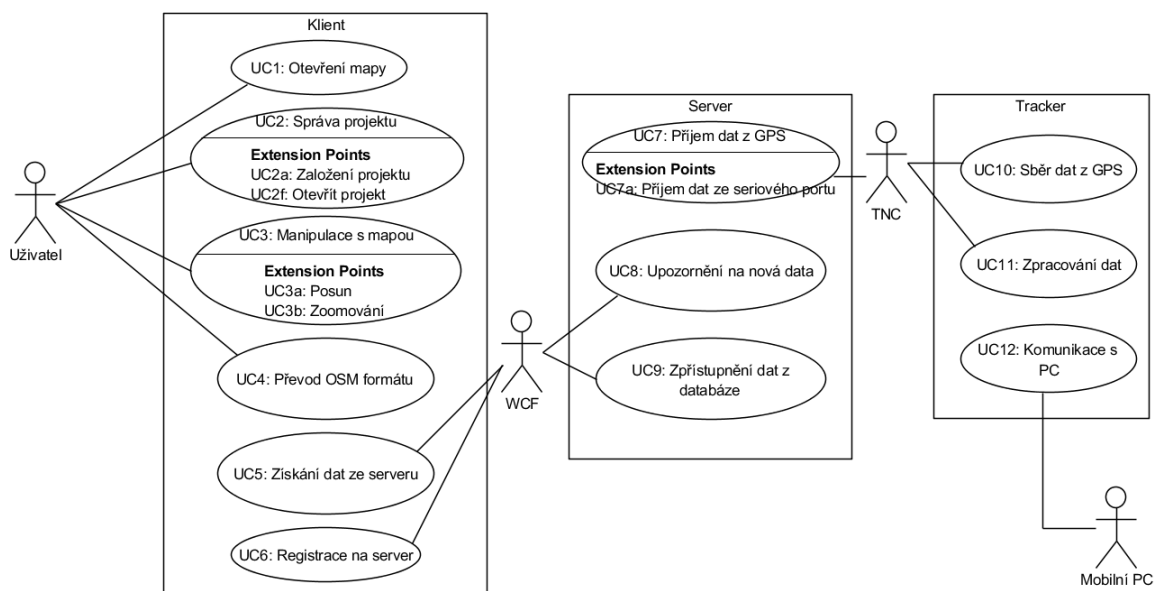 Klient
UC1: Otevření mapy
UC2: Správa projektu
Extension Points
UC2a: Založení projektu
UC2f: Otevřít projekt
UC3: Manipulace s mapou
Extension Points
UC3a: Posun
UC3b: Zoomování
UC4: Převod OSM formátu
UC5: Získání dat ze serveru
UC6: Registrace na server
Uživatel
WCF
Server
UC7: Příjem dat z GPS
Extension Points
UC7a: Příjem dat ze seriového portu
UC8: Upozornění na nová data
UC9: Zpřístupnění dat z
databáze
TNC
Tracker
UC10: Sběr dat z GPS
UC11: Zpracování dat
UC12: Komunikace s
PC
Mobilní PC